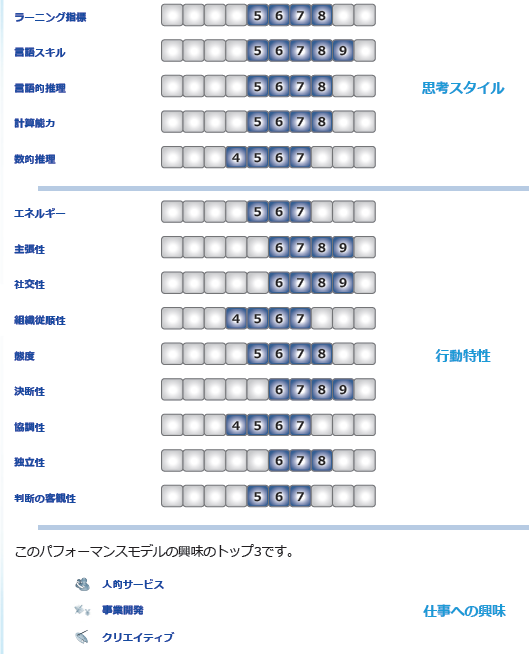 ラーニング指標 5 6 7 8
言語スキル 5 6 7 8 9
言語的推理 5 6 7 8
思考スタイル
計算能力 5 6 7 8
数的推理 4 5 6 7
エネルギー 5 6 7
主張性 6 7 8 9
社交性 6 7 8 9
組織従順性 4 5 6 7
態度 5 6 7 8
行動特性
決断性 6 7 8 9
協調性 4 5 6 7
独立性 6 7 8
判断の客観性 5 6 7
このパフォーマンスモデルの興味のトップ3です。
人的サービス
事業開発
仕事への興味
クリエイティブ